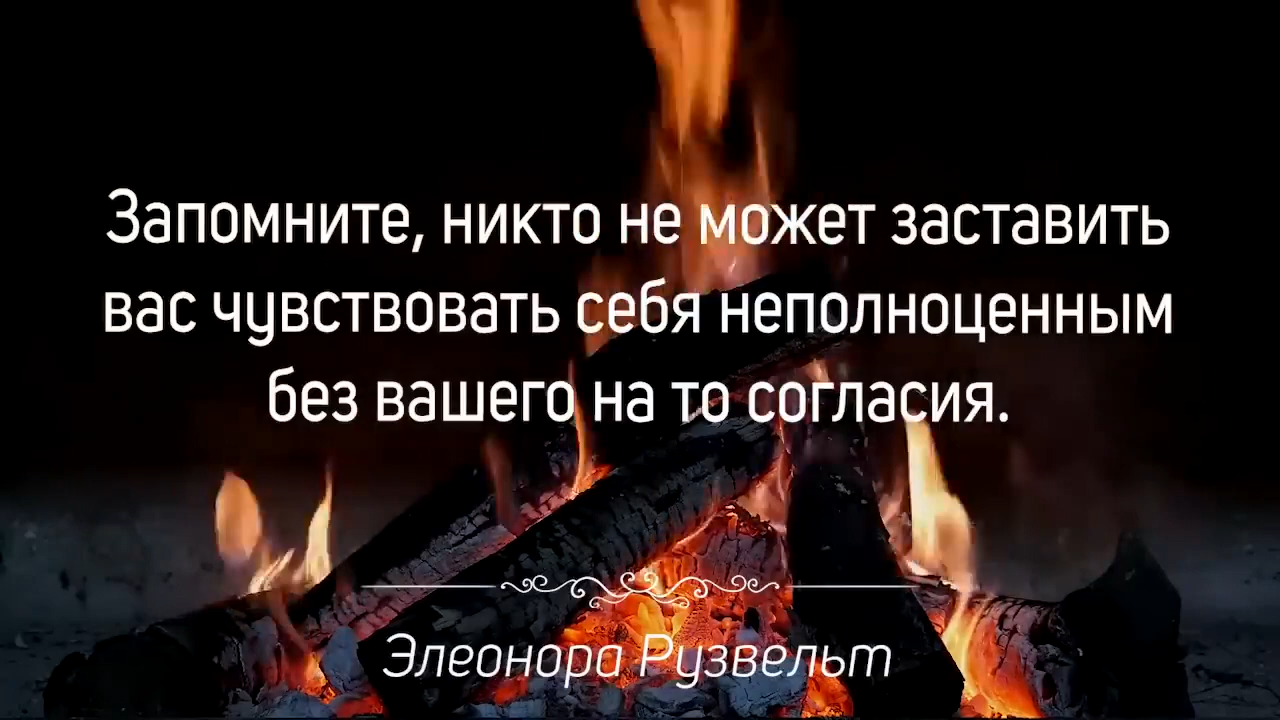 Запомните, никто не может заставить
вас чувствовать себя неполноценным
без вашего на то согласия.
Элеонора Рузвельт